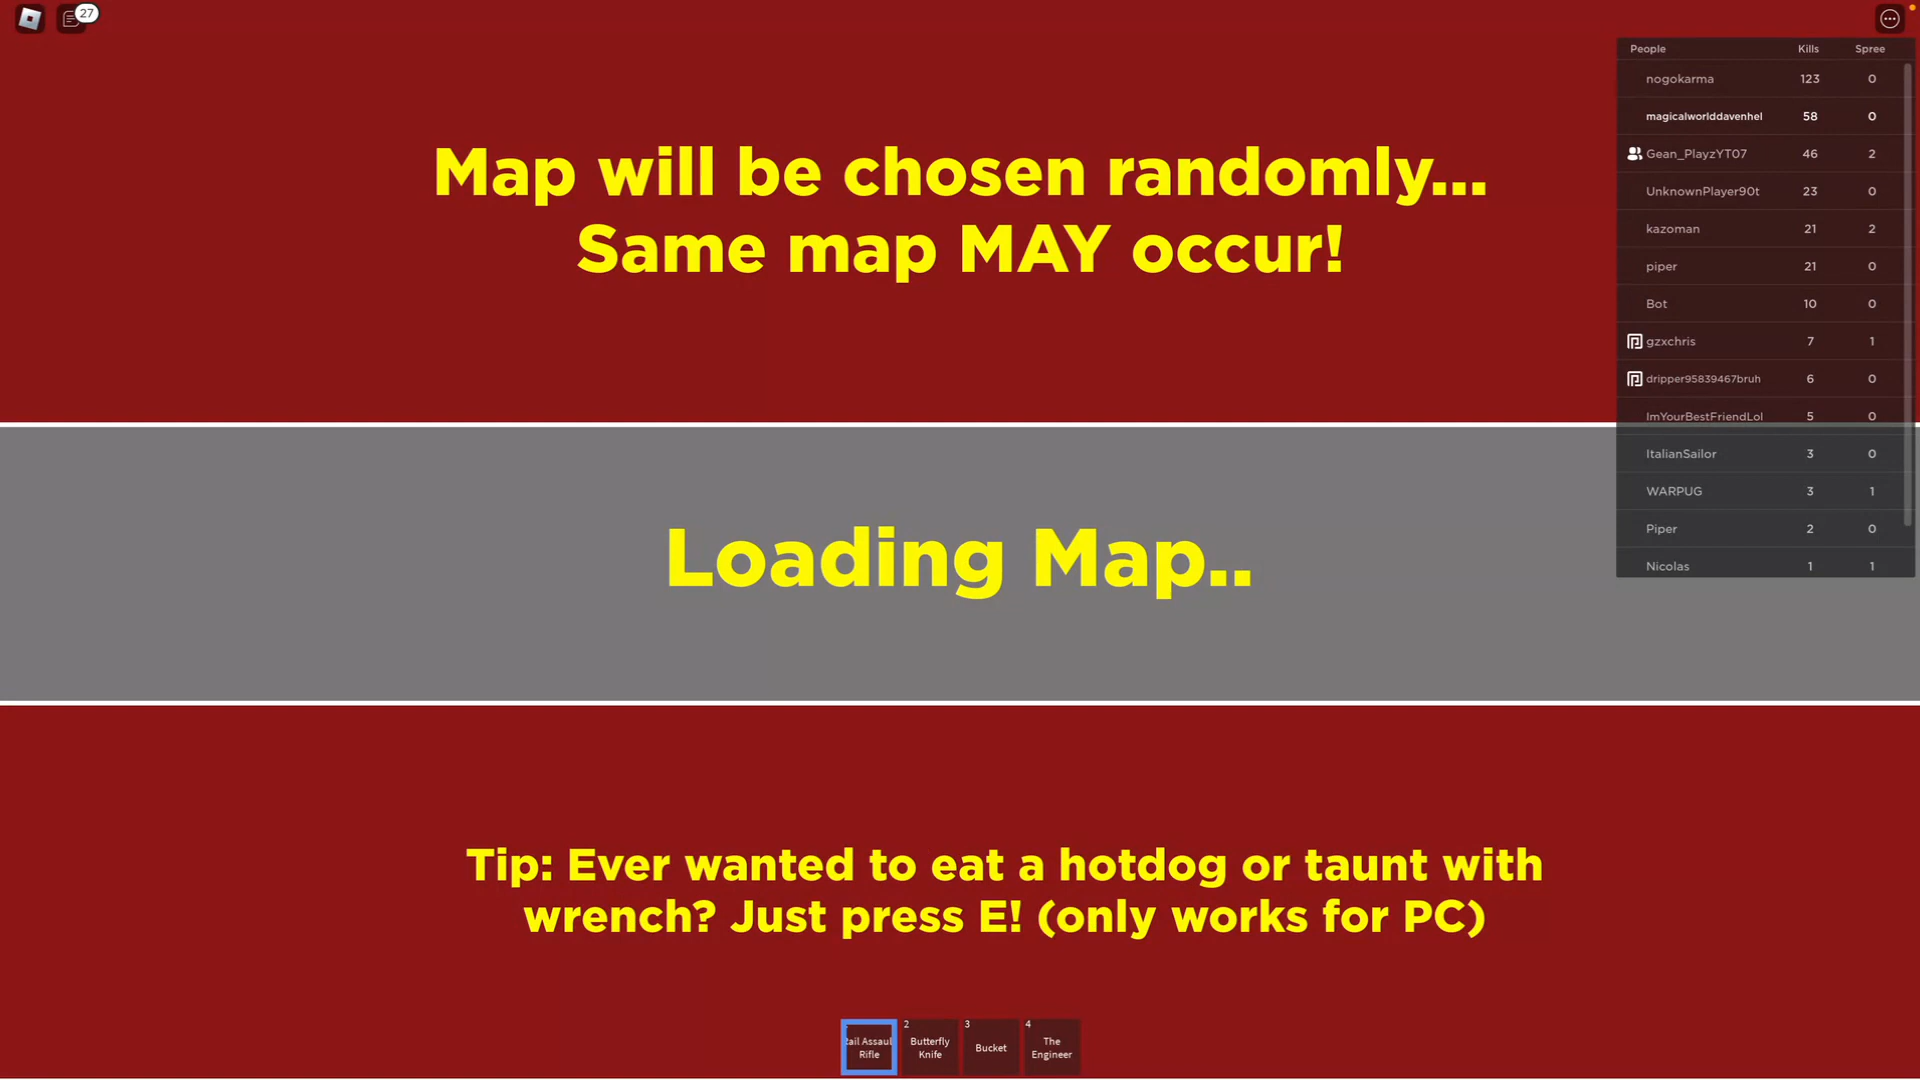 27
People Kills Spree
nogokarma 123 0
magicalworlddavenhel 58 0
Gean_PlayzYT07 46 2
UnknownPlayer90t 23 0
kazoman 21 2
piper 21 0
Bot 10 0
gzxchris 7 1
dripper95839467bruh 6 0
ImYourBestFriendLol 5 0
ItalianSailor 3 0
WARPUG 3 1
Piper 2 0
Nicolas 1 1
Map will be chosen randomly...
Same map MAY occur!
Loading Map..
Tip: Ever wanted to eat a hotdog or taunt with
wrench? Just press E! (only works for PC)
Rifle
2
Butterfly
Knife
3
Bucket
4
The
Engineer